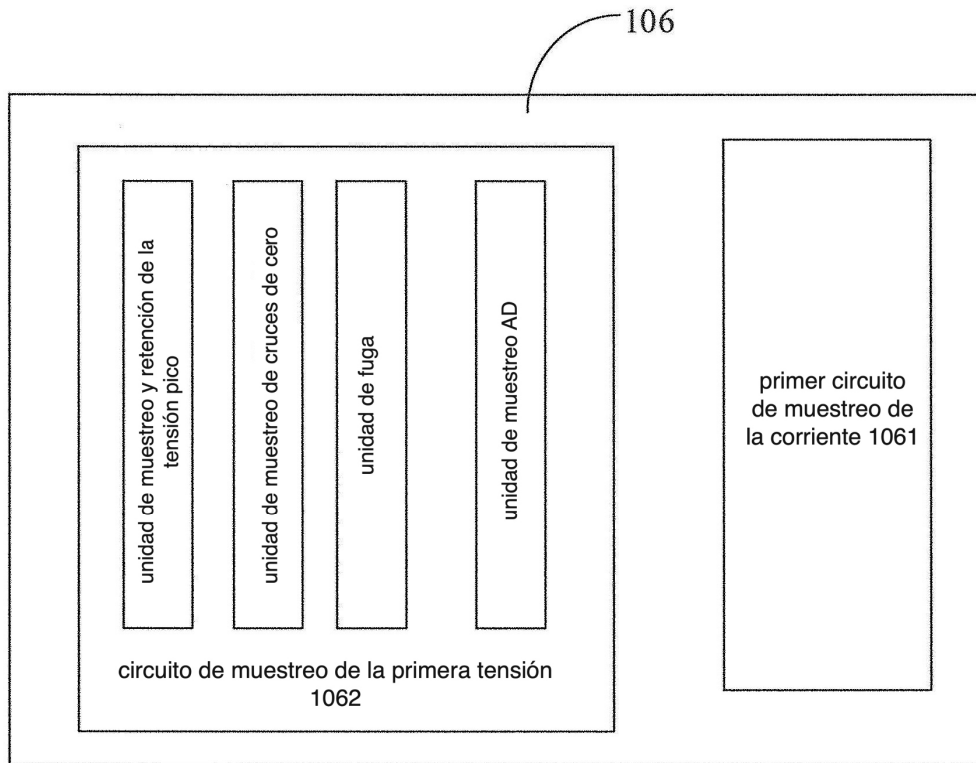 106
unidad de muestreo y retención de la
tensión pico
unidad de muestreo de cruces de cero
unidad de fuga
unidad de muestreo AD
primer circuito
de muestreo de
la corriente 1061
circuito de muestreo de la primera tensión
1062